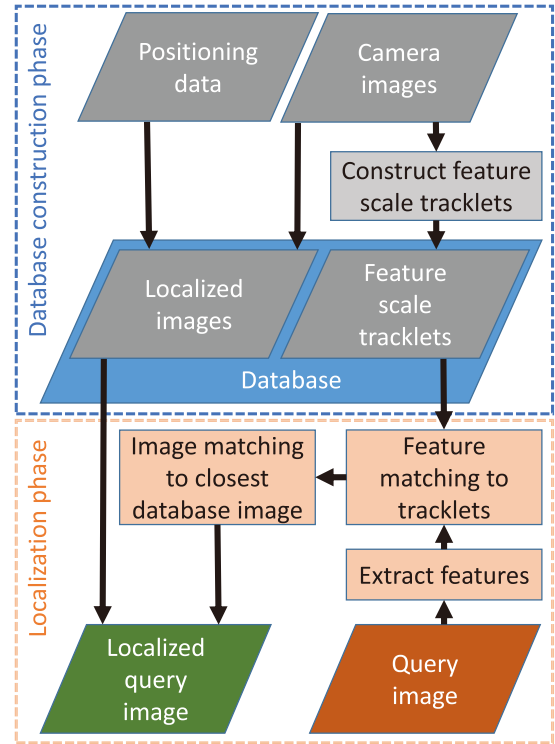 Database construction phase
Positioning
data
Camera
images
Construct feature
scale tracklets
Localized
images
Feature
scale
tracklets
Database
Localization phase
Image matching
to closest
database image
Feature
matching to
tracklets
Extract features
Localized
query
image
Query
image